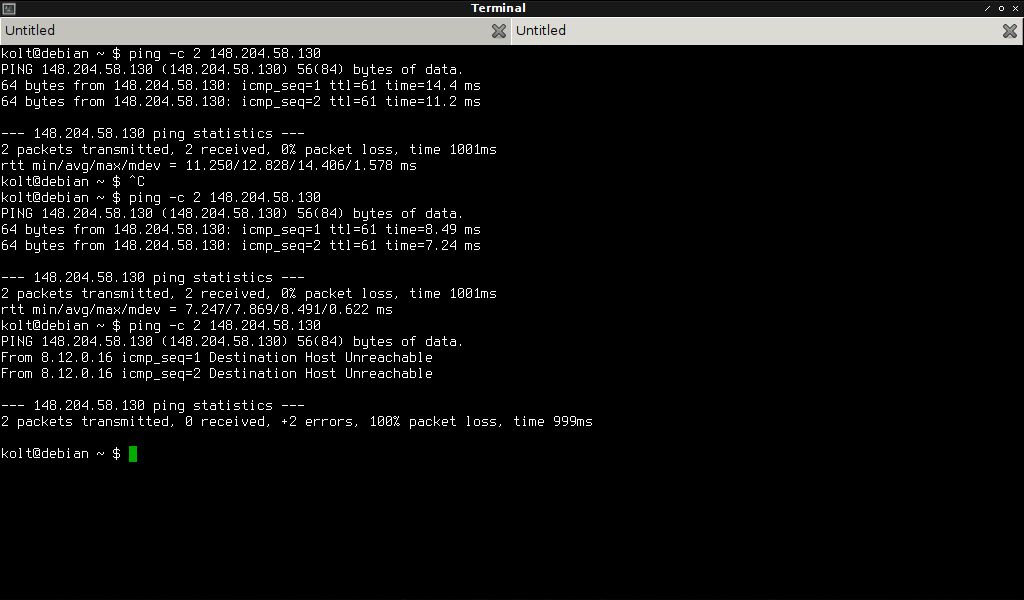 Terminal
Untitled
Untitled
kolt@debian ~ $ ping -c 2 148.204.58.130
PING 148.204.58.130 (148.204.58.130) 56(84) bytes of data.
64 bytes from 148.204.58.130: icmp_seq=1 ttl=61 time=14.4 ms
64 bytes from 148.204.58.130: icmp_seq=2 ttl=61 time=11.2 ms
--- 148.204.58.130 ping statistics ---
2 packets transmitted, 2 received, 0% packet loss, time 1001ms
rtt min/avg/max/mdev = 11.250/12.828/14.406/1.578 ms
kolt@debian ~ $ ^C
kolt@debian ~ $ ping -c 2 148.204.58.130
PING 148.204.58.130 (148.204.58.130) 56(84) bytes of data.
64 bytes from 148.204.58.130: icmp_seq=1 ttl=61 time=8.49 ms
64 bytes from 148.204.58.130: icmp_seq=2 ttl=61 time=7.24 ms
--- 148.204.58.130 ping statistics ---
2 packets transmitted, 2 received, 0% packet loss, time 1001ms
rtt min/avg/max/mdev = 7.247/7.869/8.491/0.622 ms
kolt@debian ~ $ ping -c 2 148.204.58.130
PING 148.204.58.130 (148.204.58.130) 56(84) bytes of data.
From 8.12.0.16 icmp_seq=1 Destination Host Unreachable
From 8.12.0.16 icmp_seq=2 Destination Host Unreachable
--- 148.204.58.130 ping statistics ---
2 packets transmitted, 0 received, +2 errors, 100% packet loss, time 999ms
kolt@debian ~ $